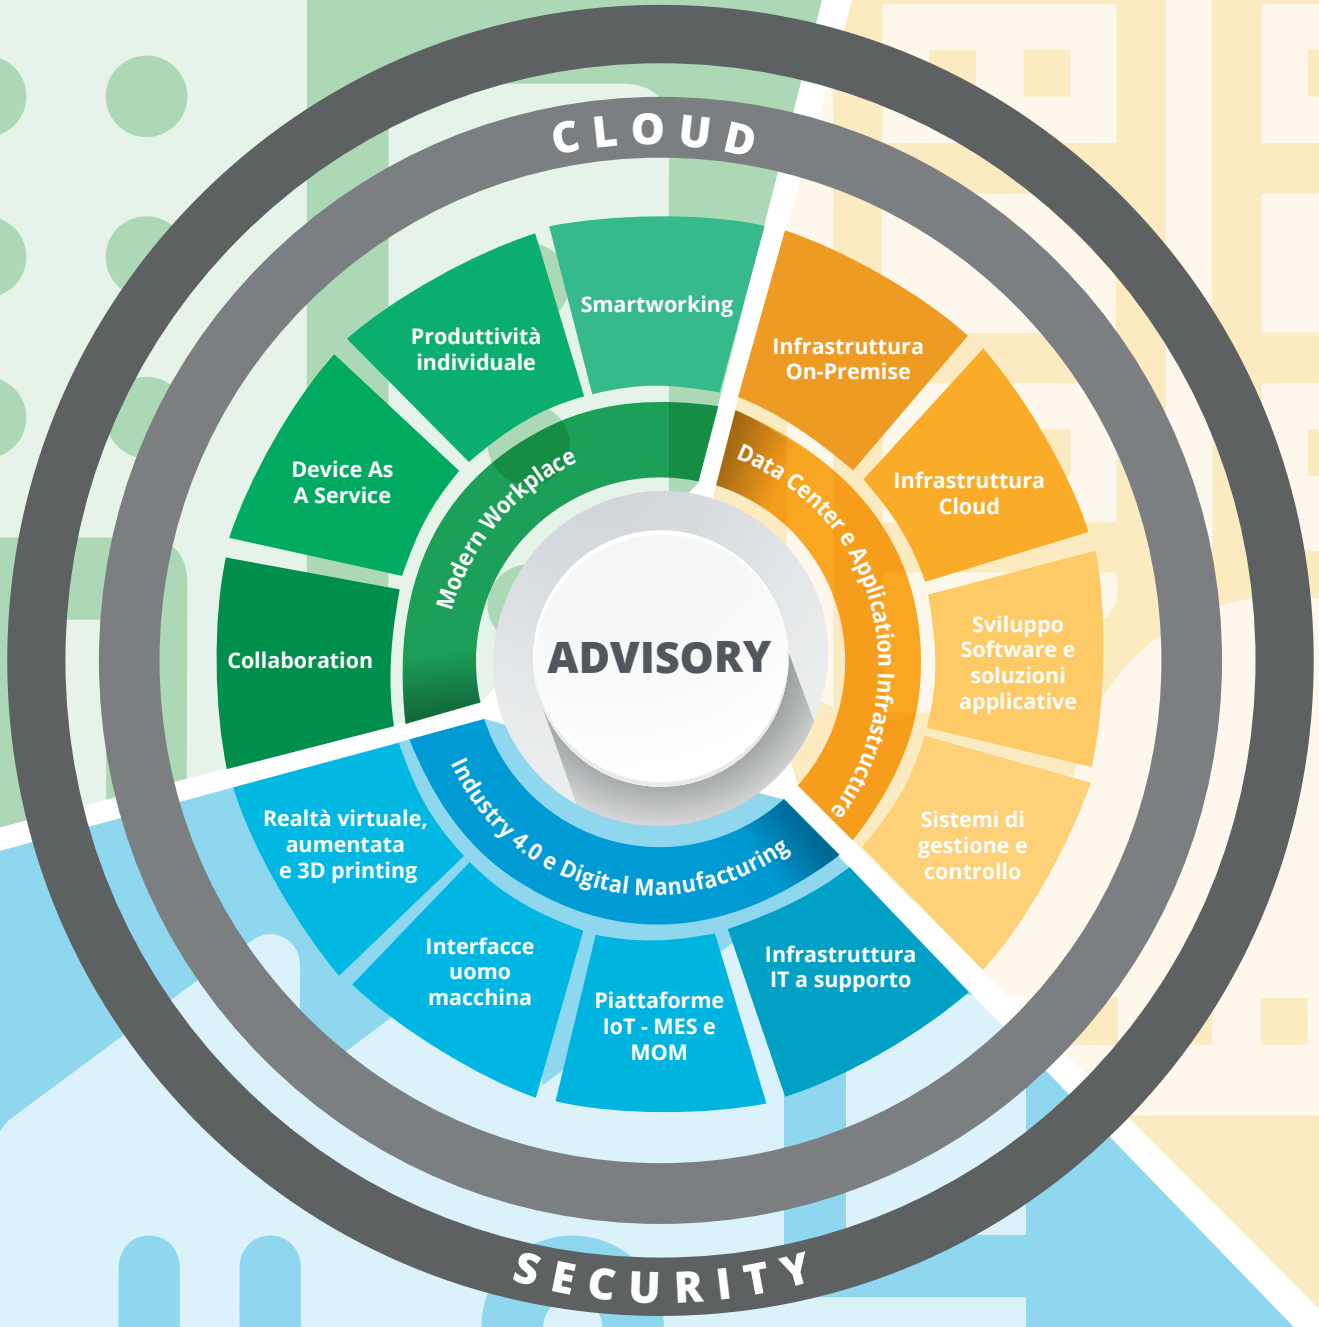 CLOUD
Smartworking
Produttività
individuale
Device As
A Service
Collaboration
Modern Workplace
Infrastruttura
On-Premise
Infrastruttura
Cloud
Sviluppo
Software e
soluzioni
applicative
Sistemi di
gestione e
controllo
Data Center e Application Infrastructure
ADVISORY
Industry 4.0 e Digital Manufacturing
Realtà virtuale,
aumentata
e 3D printing
Interfacce
uomo
macchina
Piattaforme
IoT - MES e
MOM
Infrastruttura
IT a supporto
SECURITY